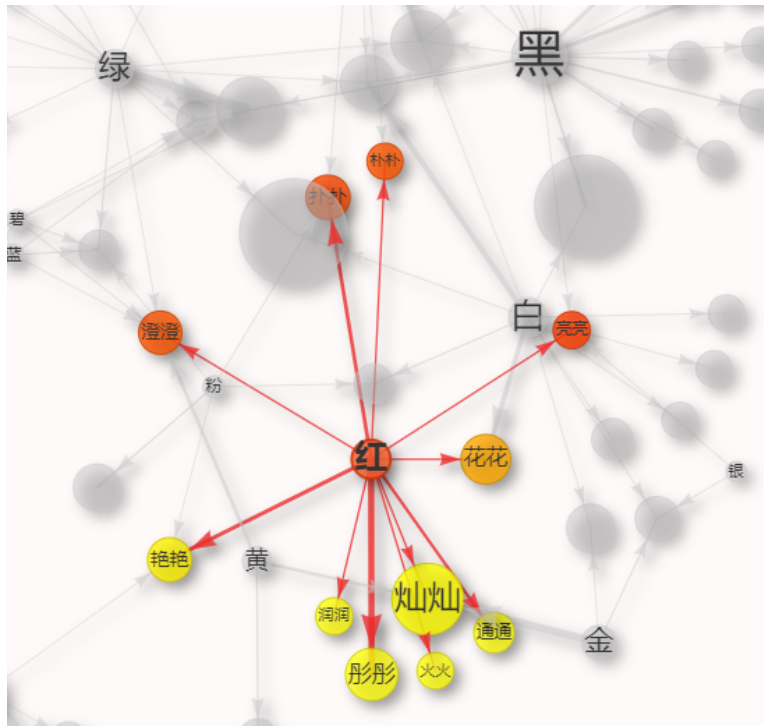 绿
黑
朴朴
扑扑
碧
蓝
白
亮亮
澄澄
粉
红
花花
银
艳艳
黄
灿灿
润润
通通
金
彤彤
火火